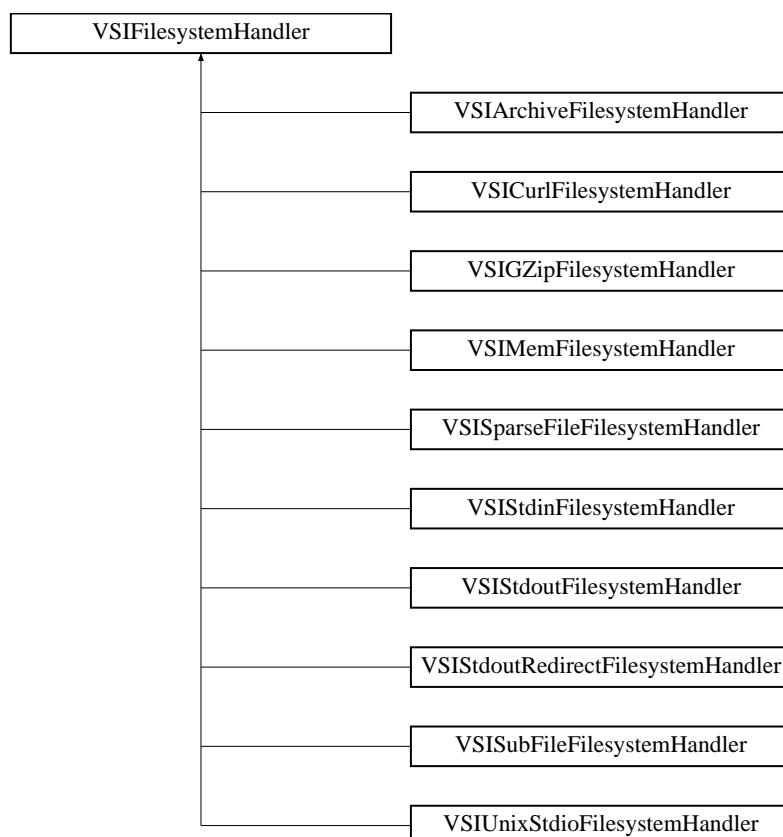 VSIFilesystemHandler
VSIArchiveFilesystemHandler
VSICurlFilesystemHandler
VSIGZipFilesystemHandler
VSIMemFilesystemHandler
VSISparseFileFilesystemHandler
VSIStdinFilesystemHandler
VSIStdoutFilesystemHandler
VSIStdoutRedirectFilesystemHandler
VSISubFileFilesystemHandler
VSIUnixStdioFilesystemHandler